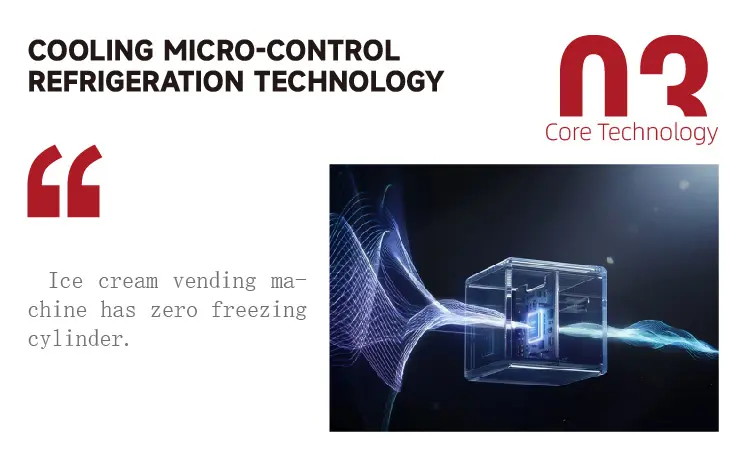 COOLING MICRO-CONTROL
REFRIGERATION TECHNOLOGY
03
Core Technology
“
Ice cream vending ma-
chine has zero freezing
cylinder.